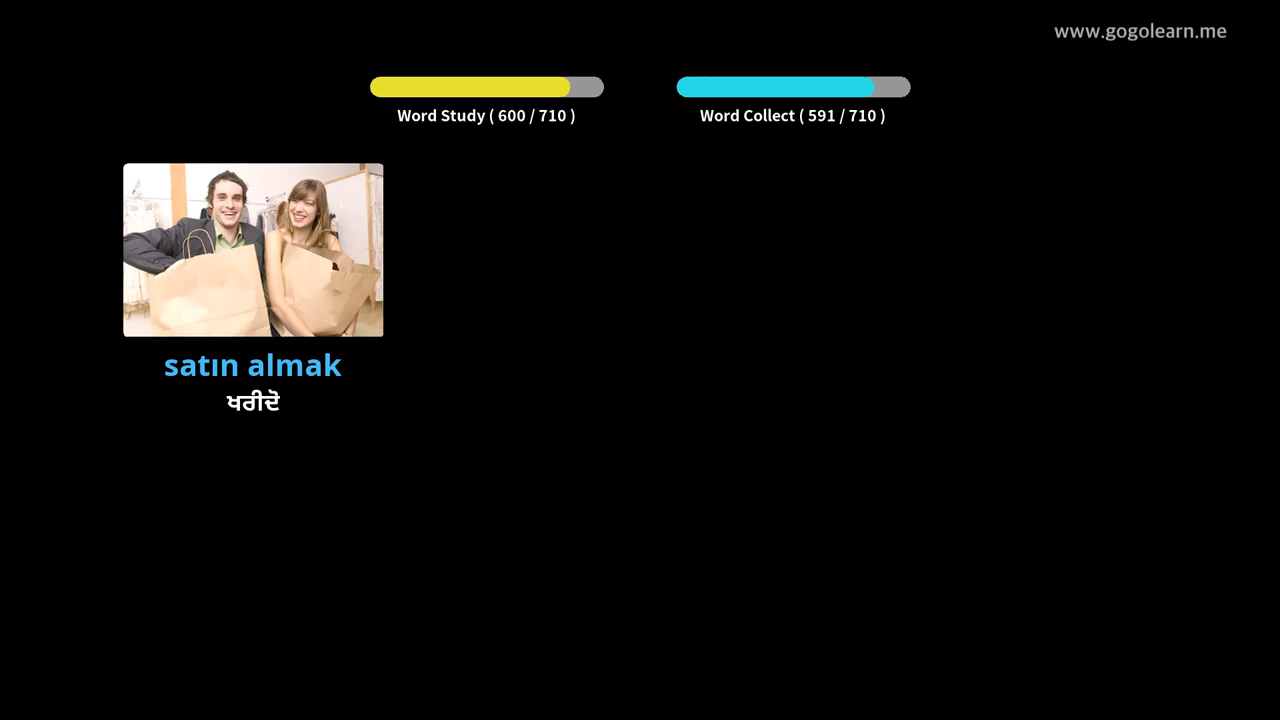 www.gogolearn.me
Word Study ( 600 / 710 )
Word Collect ( 591 / 710 )
satın almak
ਖਰੀਦੋ